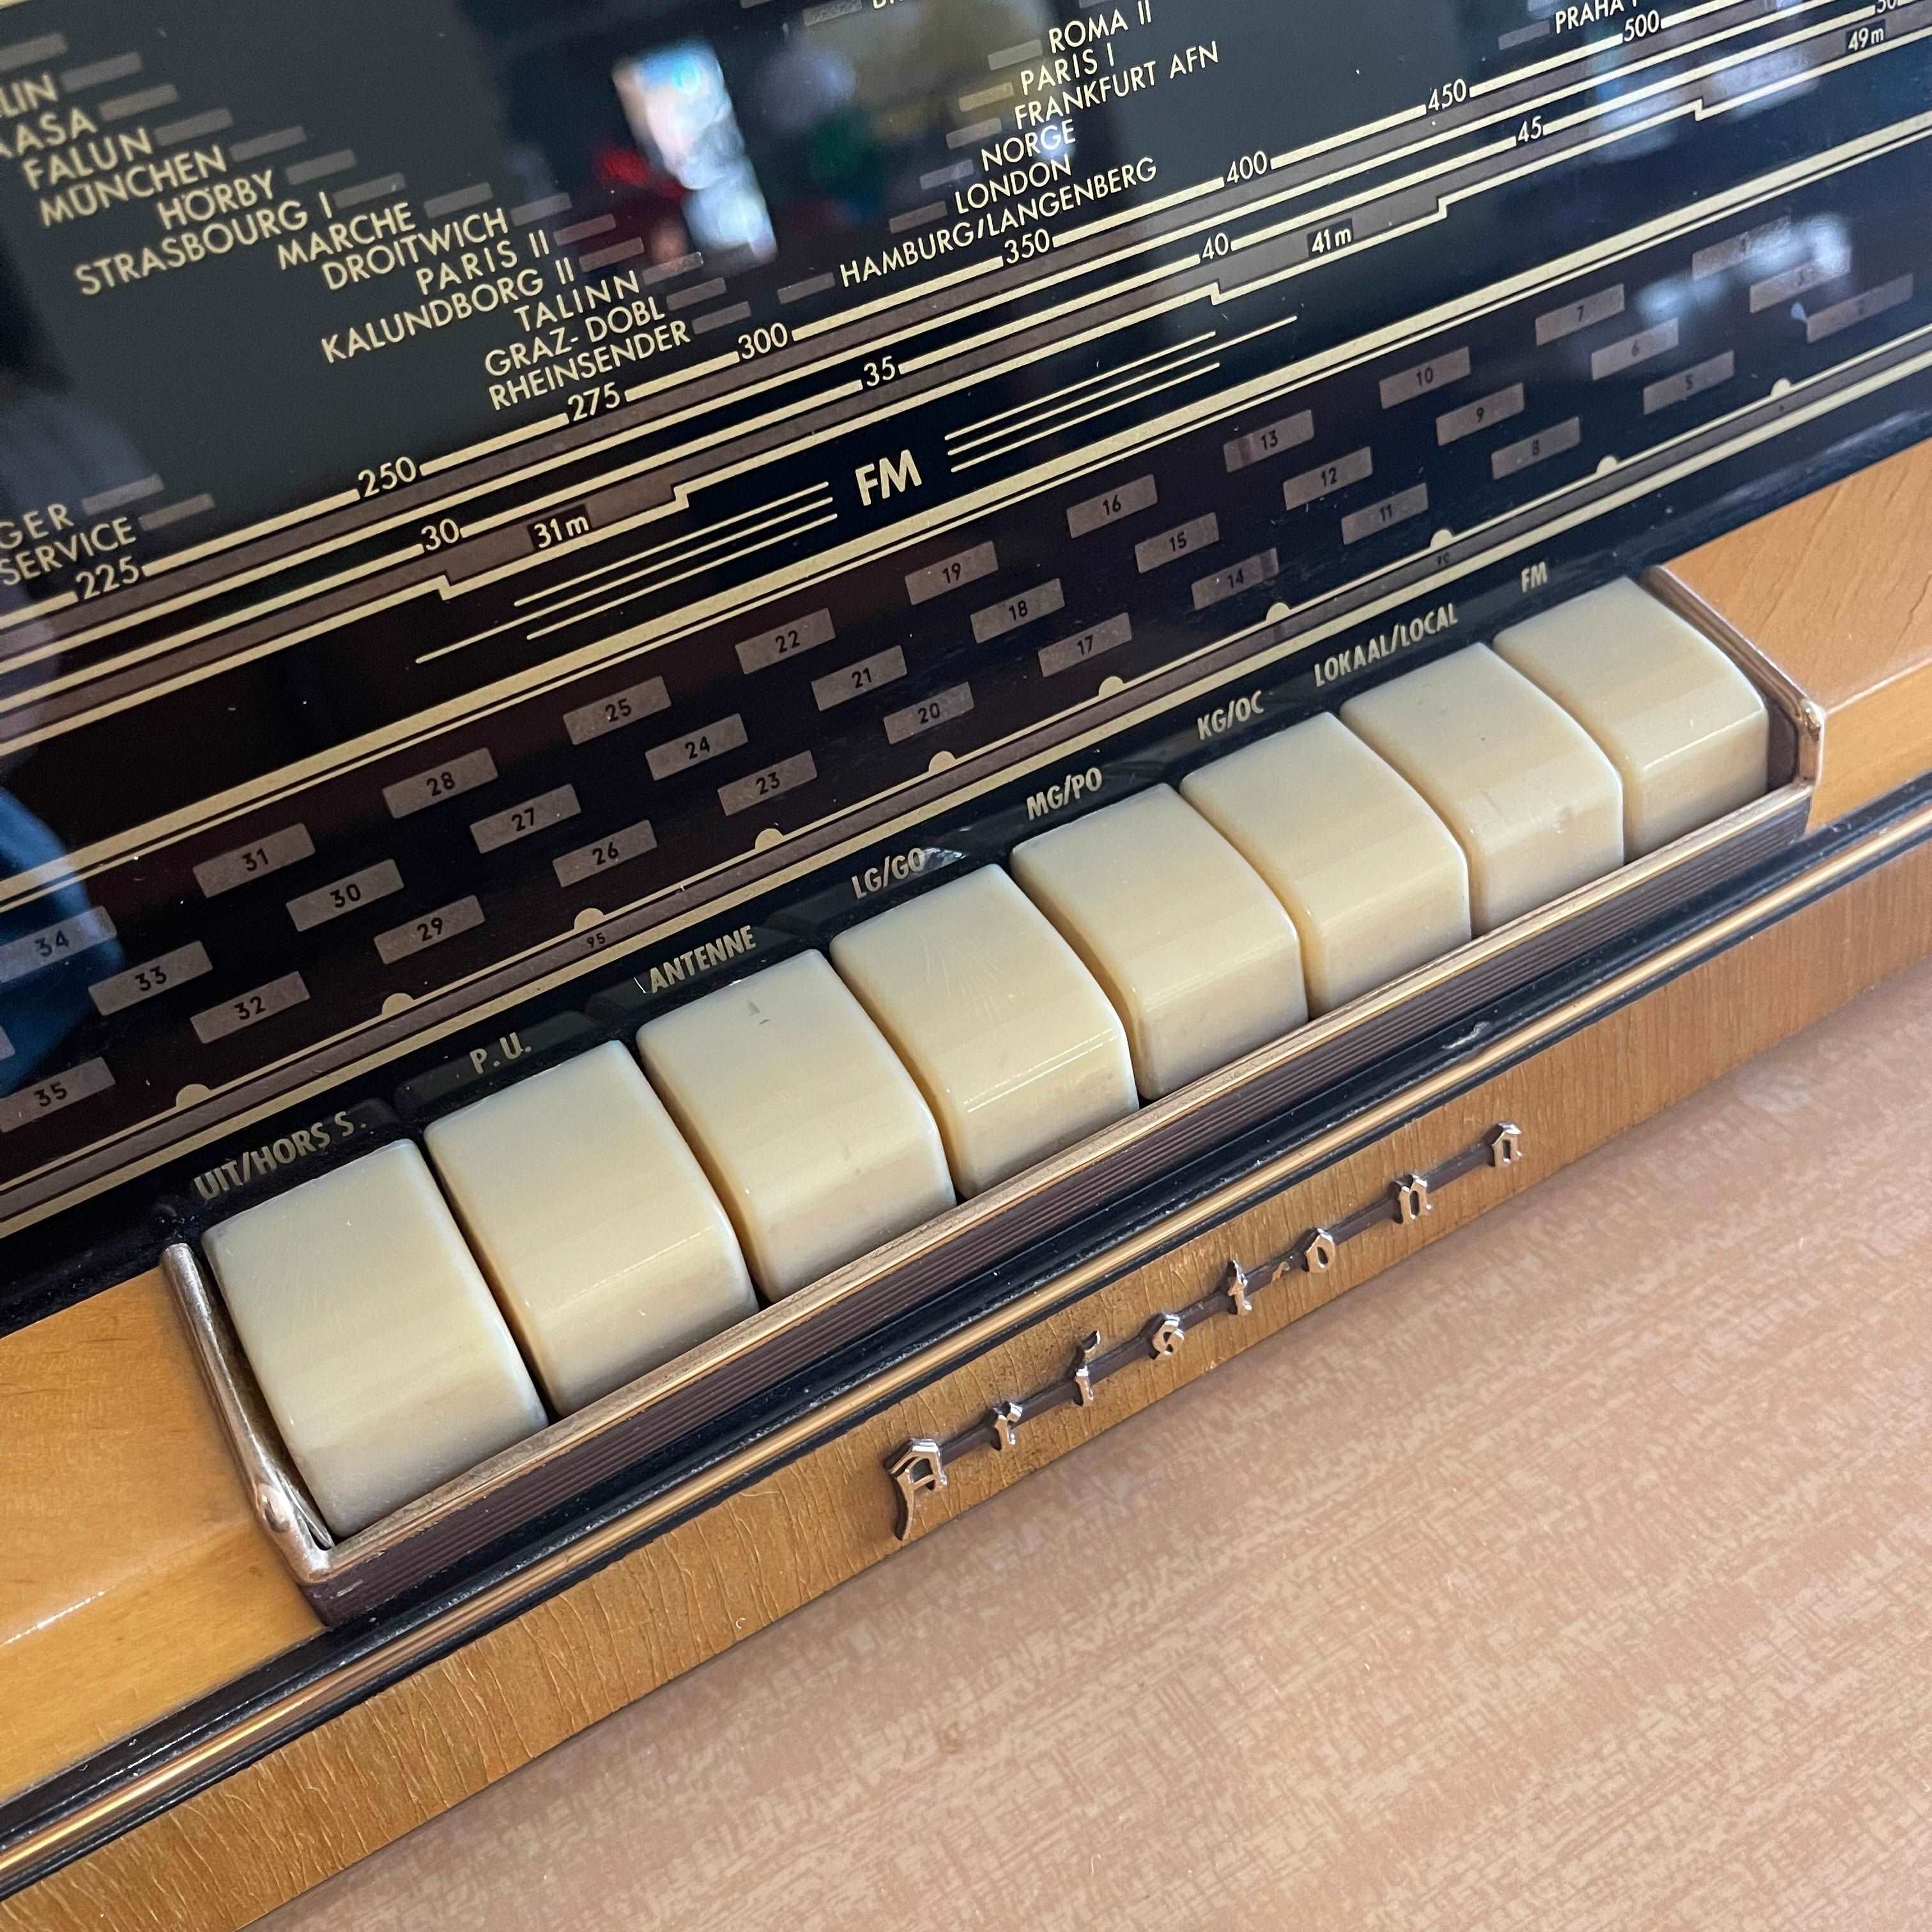 ROMA II
PARIS I
FRANKFURT AFN
NORGE
LONDON
HAMBURG/LANGENBERG
FALUN
MÜNCHEN
HÖRBY
STRASBOURG I
MARCHE
DROITWICH
PARIS II
KALUNDBORG II
TALINN
GRAZ-DOBL
RHEINSENDER
SERVICE
PRAHA
225 250 275 300 350 400 450 500
30 31m 35 40 41m 45 49m
FM
34 31 28 25 22 19 16 13 10 7
33 30 27 24 21 18 15 12 9 6
35 32 29 26 23 20 17 14 11 8 5 2
95 90
UIT/HORS S. P.U. ANTENNE LG/GO MG/PO KG/OC LOKAAL/LOCAL FM
Aristona